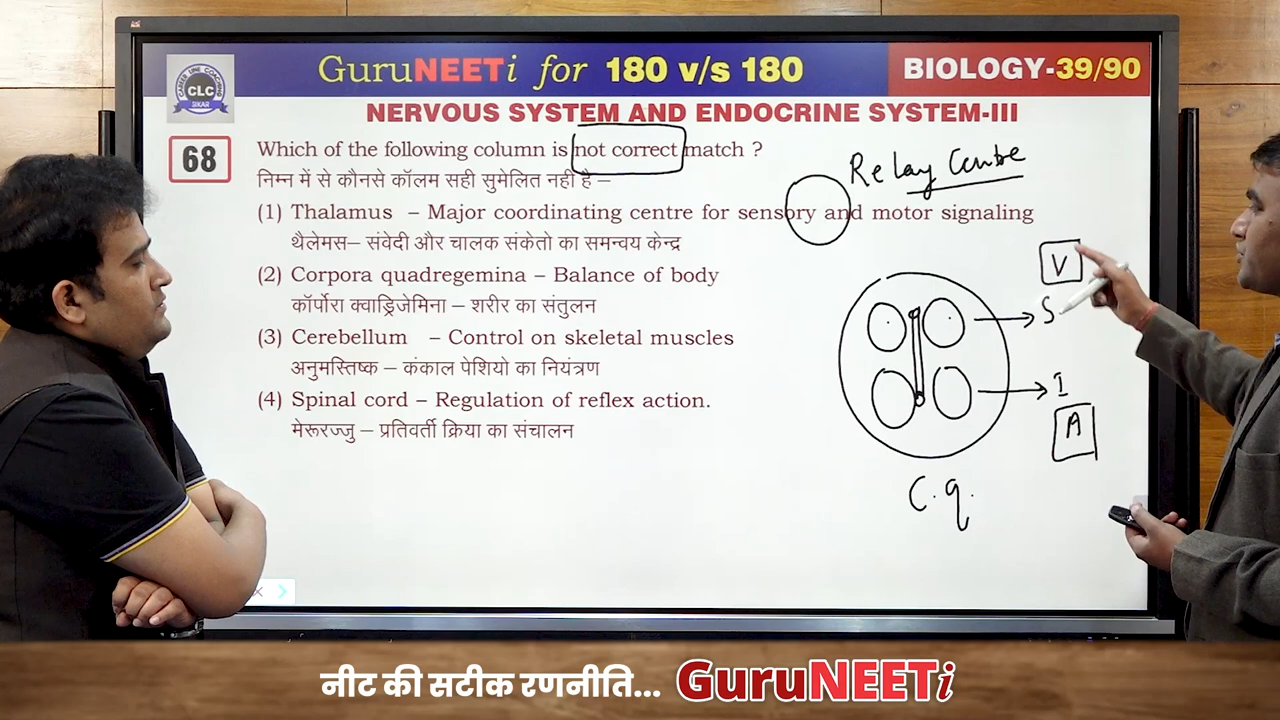 CAREER LINE COACHING
CLC
SIKAR
GuruNEETi for 180 v/s 180
BIOLOGY-39/90
NERVOUS SYSTEM AND ENDOCRINE SYSTEM-III
68
Which of the following column is not correct match ?
निम्न में से कौनसे कॉलम सही सुमेलित नहीं है –
Relay Centre
(1) Thalamus – Major coordinating centre for sensory and motor signaling
थैलेमस– संवेदी और चालक संकेतो का समन्वय केन्द्र
(2) Corpora quadregemina – Balance of body
कॉर्पोरा क्वाड्रिजेमिना – शरीर का संतुलन
(3) Cerebellum – Control on skeletal muscles
अनुमस्तिष्क – कंकाल पेशियो का नियंत्रण
(4) Spinal cord – Regulation of reflex action.
मेरूरज्जु – प्रतिवर्ती क्रिया का संचालन
V
S
I
A
C.q.
नीट की सटीक रणनीति... GuruNEETi